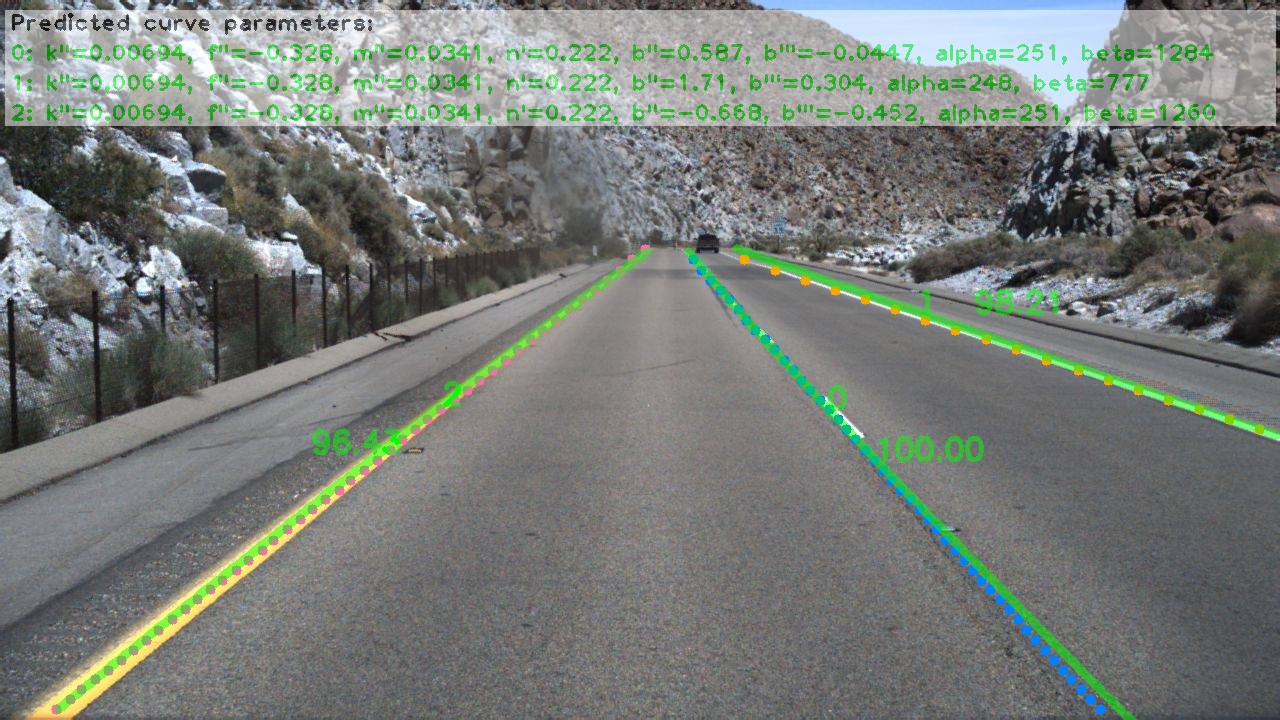 Predicted curve parameters:
0: k''=0.00694, f''=-0.328, m''=0.0341, n'=0.222, b''=0.587, b'''=-0.0447, alpha=251, beta=1284
1: k''=0.00694, f''=-0.328, m''=0.0341, n'=0.222, b''=1.71, b'''=0.304, alpha=248, beta=777
2: k''=0.00694, f''=-0.328, m''=0.0341, n'=0.222, b''=-0.668, b'''=-0.452, alpha=251, beta=1260
1 98.21
2
0
96.47
100.00